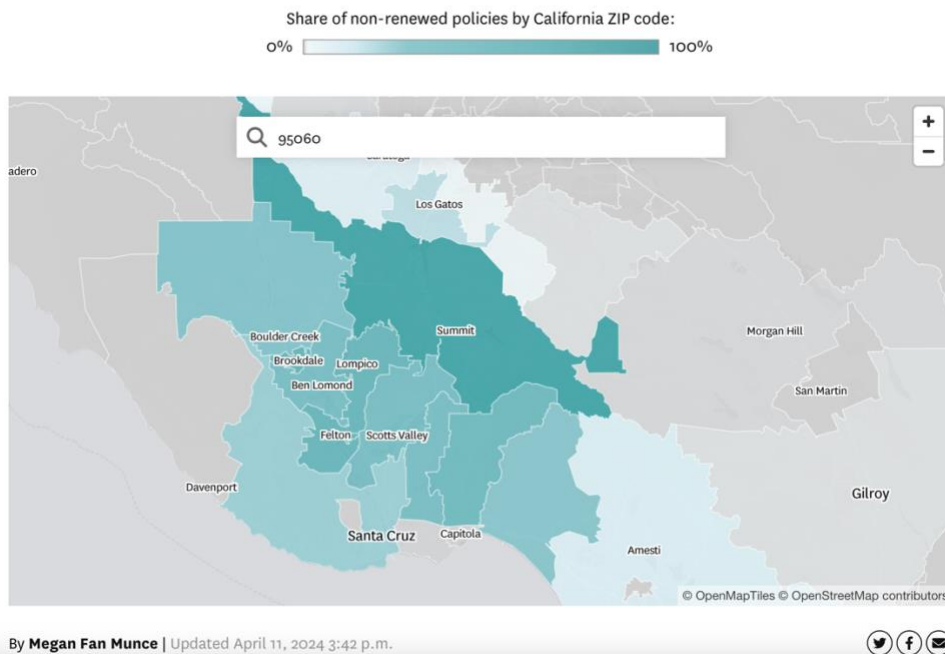 Share of non-renewed policies by California ZIP code:
0% 100%
95060
+
−
adero
Los Gatos
Summit
Morgan Hill
Boulder Creek
Brookdale
Lompico
San Martin
Ben Lomond
Felton
Scotts Valley
Davenport
Gilroy
Santa Cruz
Capitola
Amesti
© OpenMapTiles © OpenStreetMap contributors
By Megan Fan Munce | Updated April 11, 2024 3:42 p.m.